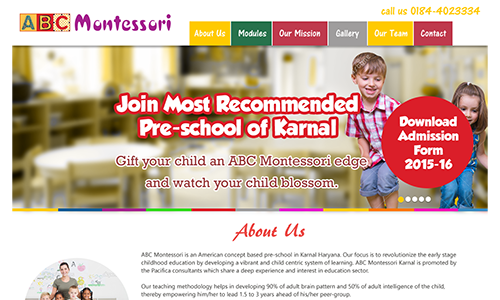 ABC Montessori
call us 0184-4023334
About Us Modules Our Mission Gallery Our Team Contact
Join Most Recommended
Pre-school of Karnal
Gift your child an ABC Montessori edge
and watch your child blossom.
Download
Admission
Form
2015-16
About Us
ABC Montessori is an American concept based pre-school in Karnal Haryana. Our focus is to revolutionize the early stage
childhood education by developing a vibrant and child centric system of learning. ABC Montessori Karnal is promoted by
the Pacifica consultants which share a deep experience and interest in education sector.
Our teaching methodology helps in developing 90% of adult brain pattern and 50% of adult intelligence of the child,
thereby empowering him/her to lead 1.5 to 3 years ahead of his/her peer-group.